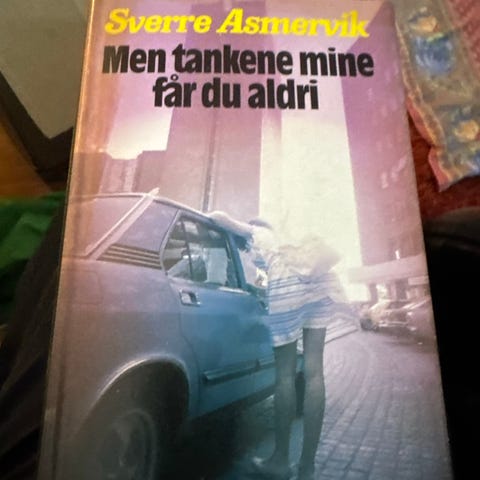 Sverre Asmervik
Men tankene mine
får du aldri